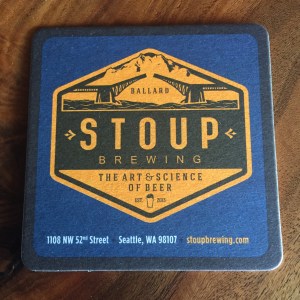 BALLARD
STOUP
BREWING
THE ART & SCIENCE
OF BEER
EST. 2013
1108 NW 52nd Street Seattle, WA 98107 stoupbrewing.com